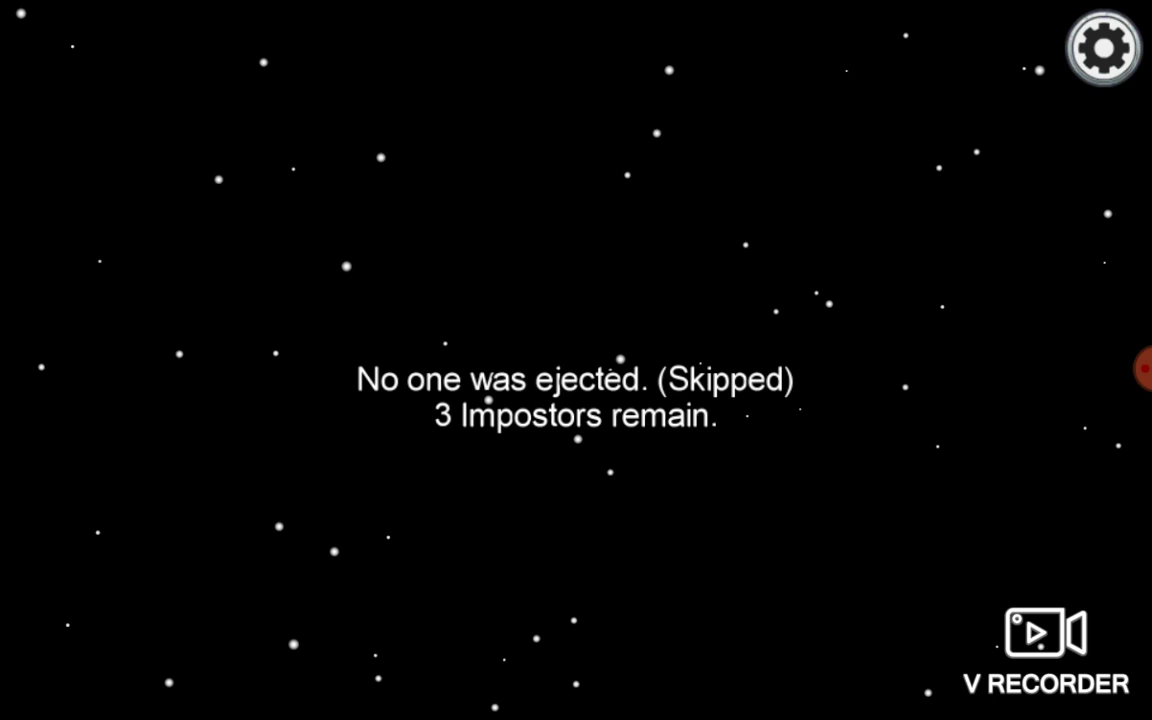 No one was ejected. (Skipped)
3 Impostors remain.
V RECORDER